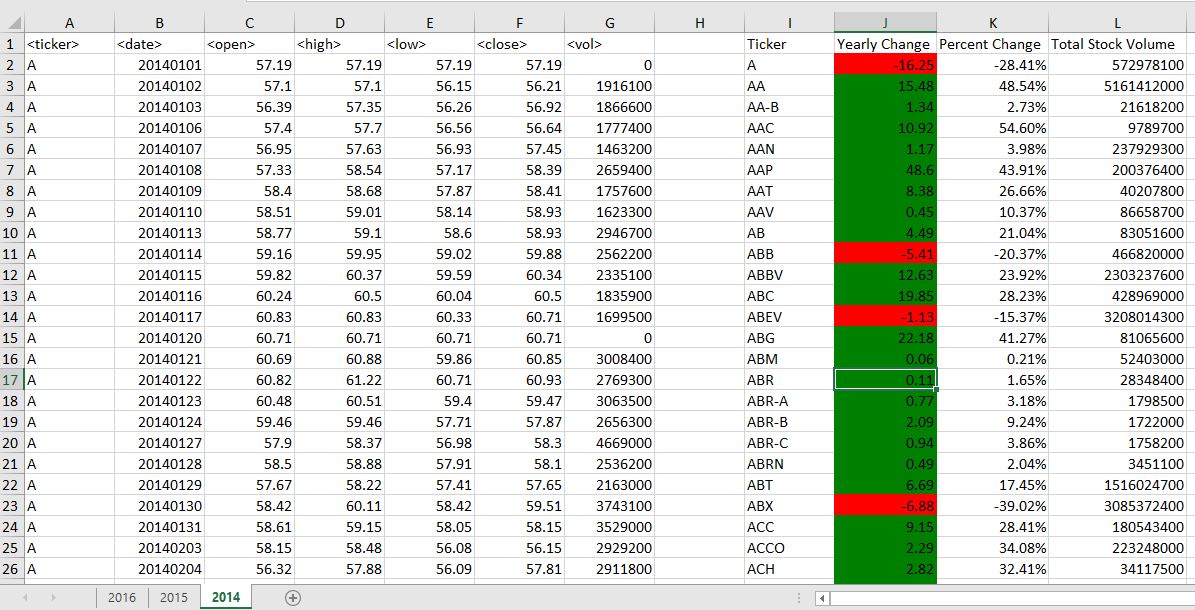 A B C D E F G H I J K L
1 <ticker> <date> <open> <high> <low> <close> <vol> Ticker Yearly Change Percent Change Total Stock Volume
2 A 20140101 57.19 57.19 57.19 57.19 0 A -16.25 -28.41% 572978100
3 A 20140102 57.1 57.1 56.15 56.21 1916100 AA 15.48 48.54% 5161412000
4 A 20140103 56.39 57.35 56.26 56.92 1866600 AA-B 1.34 2.73% 21618200
5 A 20140106 57.4 57.7 56.56 56.64 1777400 AAC 10.92 54.60% 9789700
6 A 20140107 56.95 57.63 56.93 57.45 1463200 AAN 1.17 3.98% 237929300
7 A 20140108 57.33 58.54 57.17 58.39 2659400 AAP 48.6 43.91% 200376400
8 A 20140109 58.4 58.68 57.87 58.41 1757600 AAT 8.38 26.66% 40207800
9 A 20140110 58.51 59.01 58.14 58.93 1623300 AAV 0.45 10.37% 86658700
10 A 20140113 58.77 59.1 58.6 58.93 2946700 AB 4.49 21.04% 83051600
11 A 20140114 59.16 59.95 59.02 59.88 2562200 ABB -5.41 -20.37% 466820000
12 A 20140115 59.82 60.37 59.59 60.34 2335100 ABBV 12.63 23.92% 2303237600
13 A 20140116 60.24 60.5 60.04 60.5 1835900 ABC 19.85 28.23% 428969000
14 A 20140117 60.83 60.83 60.33 60.71 1699500 ABEV -1.13 -15.37% 3208014300
15 A 20140120 60.71 60.71 60.71 60.71 0 ABG 22.18 41.27% 81065600
16 A 20140121 60.69 60.88 59.86 60.85 3008400 ABM 0.06 0.21% 52403000
17 A 20140122 60.82 61.22 60.71 60.93 2769300 ABR 0.11 1.65% 28348400
18 A 20140123 60.48 60.51 59.4 59.47 3063500 ABR-A 0.77 3.18% 1798500
19 A 20140124 59.46 59.46 57.71 57.87 2656300 ABR-B 2.09 9.24% 1722000
20 A 20140127 57.9 58.37 56.98 58.3 4669000 ABR-C 0.94 3.86% 1758200
21 A 20140128 58.5 58.88 57.91 58.1 2536200 ABRN 0.49 2.04% 3451100
22 A 20140129 57.67 58.22 57.41 57.65 2163000 ABT 6.69 17.45% 1516024700
23 A 20140130 58.42 60.11 58.42 59.51 3743100 ABX -6.88 -39.02% 3085372400
24 A 20140131 58.61 59.15 58.05 58.15 3529000 ACC 9.15 28.41% 180543400
25 A 20140203 58.15 58.48 56.08 56.15 2929200 ACCO 2.29 34.08% 223248000
26 A 20140204 56.32 57.88 56.09 57.81 2911800 ACH 2.82 32.41% 34117500
2016 2015 2014